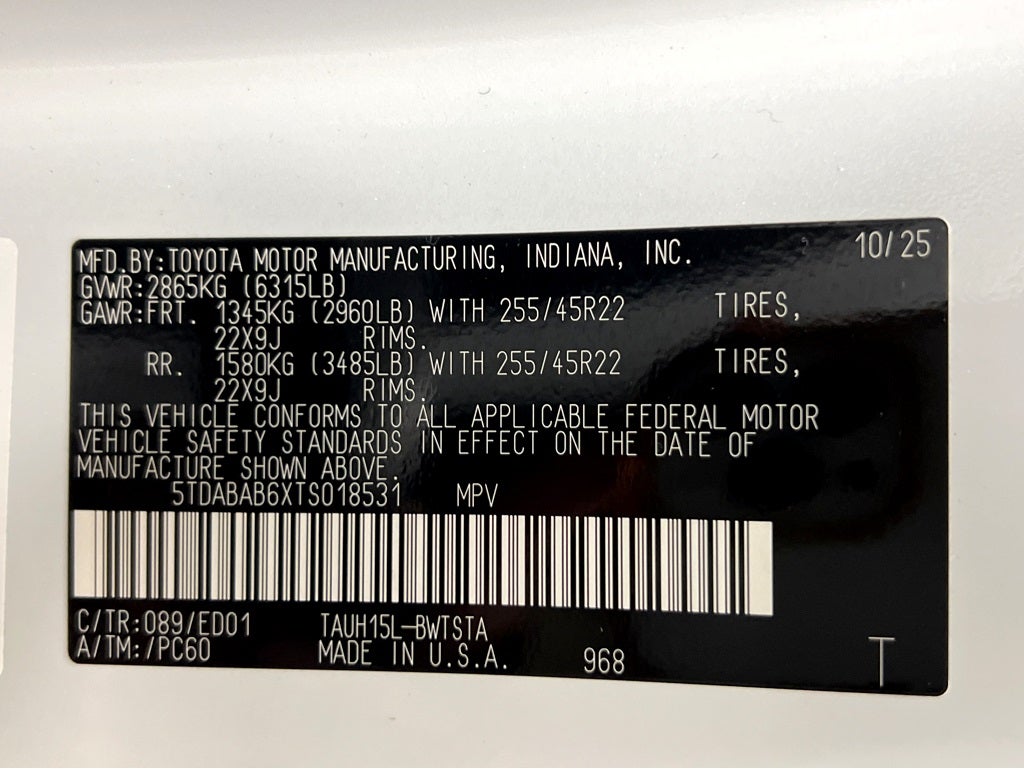 MFD.BY:TOYOTA MOTOR MANUFACTURING, INDIANA, INC. 10/25
GVWR:2865KG (6315LB)
GAWR:FRT. 1345KG (2960LB) WITH 255/45R22 TIRES,
22X9J RIMS.
RR. 1580KG (3485LB) WITH 255/45R22 TIRES,
22X9J RIMS.
THIS VEHICLE CONFORMS TO ALL APPLICABLE FEDERAL MOTOR
VEHICLE SAFETY STANDARDS IN EFFECT ON THE DATE OF
MANUFACTURE SHOWN ABOVE.
5TDABAB6XTS018531 MPV
C/TR:089/ED01 TAUH15L-BWTSTA
A/TM:/PC60 MADE IN U.S.A. 968 T